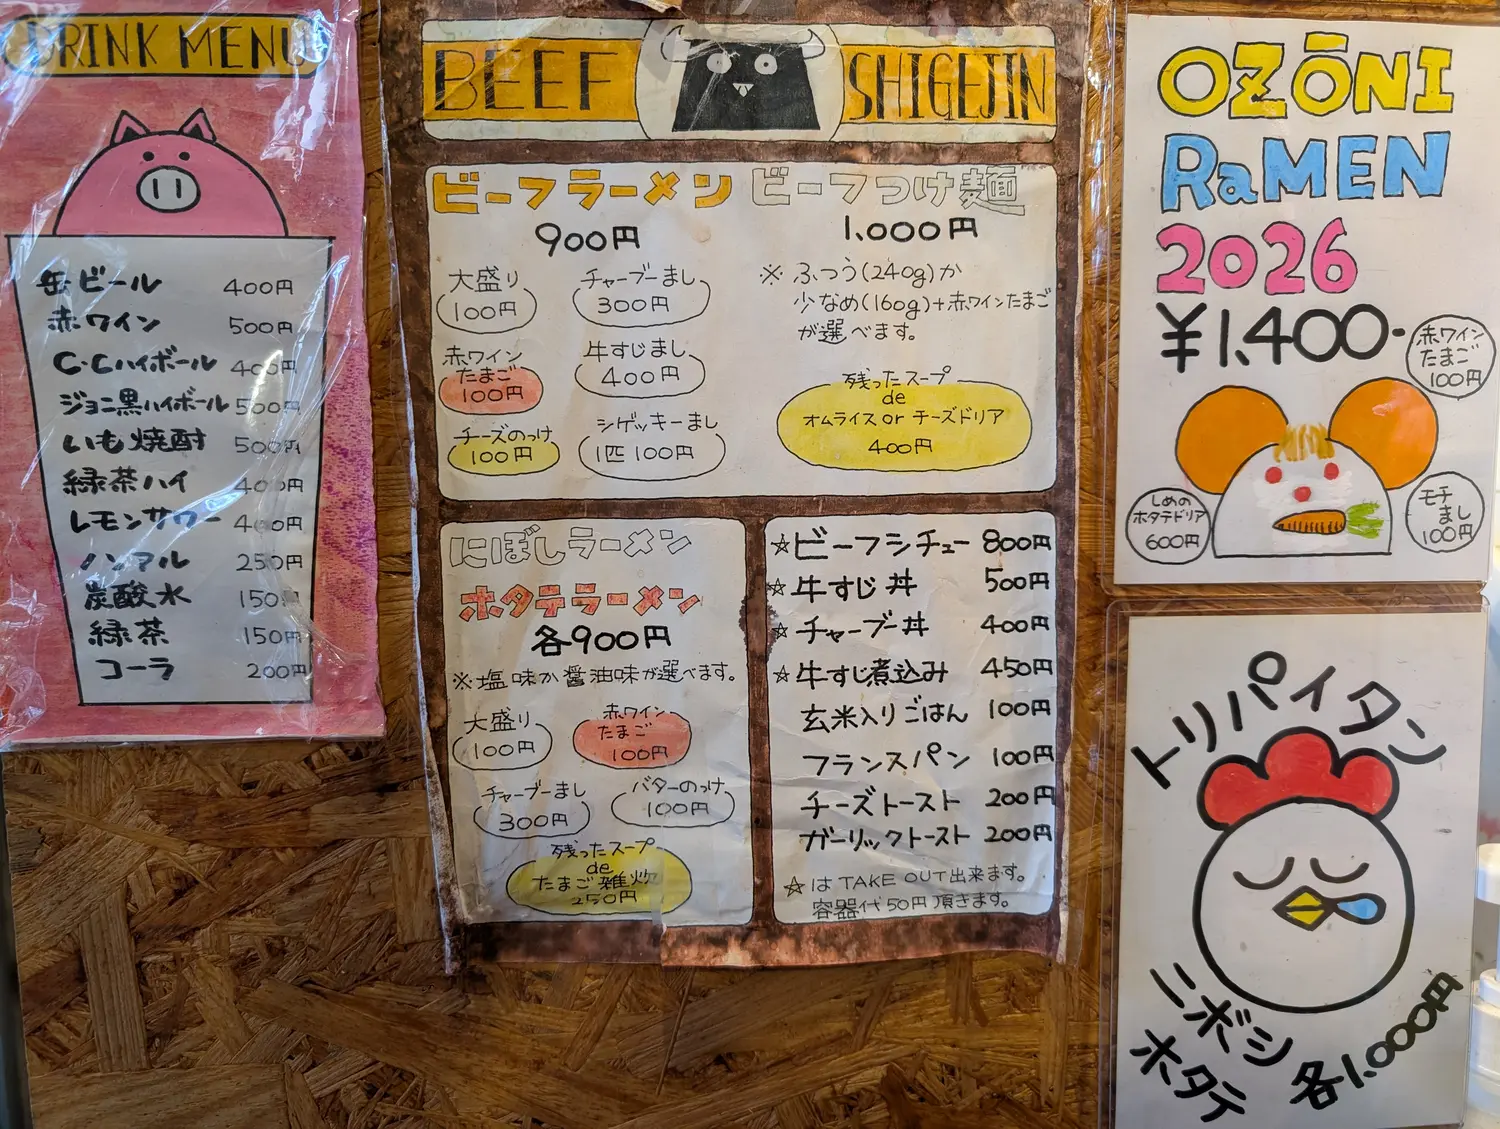 DRINK MENU
缶ビール 400円
赤ワイン 500円
C.Cハイボール 400円
ジョニ黒ハイボール 500円
いも焼酎 500円
緑茶ハイ 400円
レモンサワー 400円
ノンアル 250円
炭酸水 150円
緑茶 150円
コーラ 200円
BEEF SHIGEJIN
ビーフラーメン
900円
大盛り
100円
チャーブーまし
300円
赤ワイン
たまご
100円
牛すじまし
400円
チーズのっけ
100円
シゲッキーまし
1匹100円
ビーフつけ麺
1.000円
※ふつう(240g)か
少なめ(160g)+赤ワインたまご
が選べます。
残ったスープ
de
オムライス or チーズドリア
400円
にぼしラーメン
ホタテラーメン
各900円
※塩味か醤油味が選べます。
大盛り
100円
赤ワイン
たまご
100円
チャーブーまし
300円
バターのっけ
100円
残ったスープ
de
たまご雑炊
250円
☆ビーフシチュー 800円
☆牛すじ丼 500円
☆チャーブー丼 400円
☆牛すじ煮込み 450円
玄米入りごはん 100円
フランスパン 100円
チーズトースト 200円
ガーリックトースト 200円
☆はTAKE OUT出来ます。
容器代50円頂きます。
OZŌNI
RaMEN
2026
¥1.400-
赤ワイン
たまご
100円
しめの
ホタテドリア
600円
モチ
まし
100円
トリパイタン
ニボシ
ホタテ
各1.000円